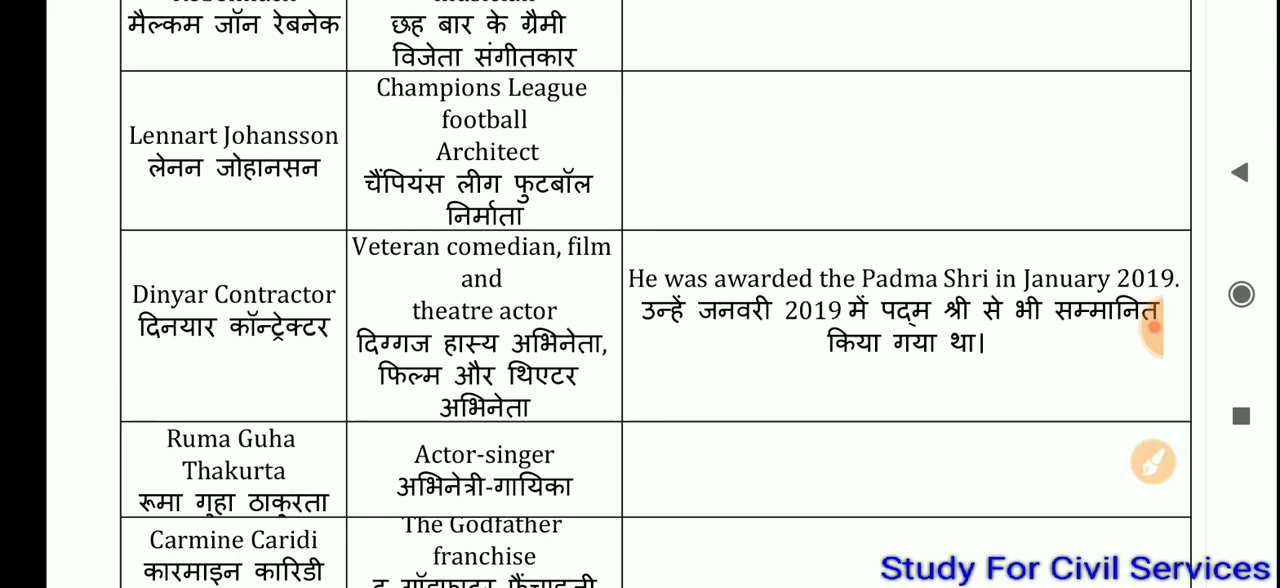 मैल्कम जॉन रेबनेक
छह बार के ग्रैमी
विजेता संगीतकार
Lennart Johansson
लेनन जोहानसन
Champions League
football
Architect
चैंपियंस लीग फुटबॉल
निर्माता
Dinyar Contractor
दिनयार कॉन्ट्रेक्टर
Veteran comedian, film
and
theatre actor
दिग्गज हास्य अभिनेता,
फिल्म और थिएटर
अभिनेता
He was awarded the Padma Shri in January 2019.
उन्हें जनवरी 2019 में पद्म श्री से भी सम्मानित
किया गया था।
Ruma Guha
Thakurta
रूमा गुहा ठाकुरता
Actor-singer
अभिनेत्री-गायिका
Carmine Caridi
कारमाइन कारिडी
The Godfather
franchise
Study For Civil Services